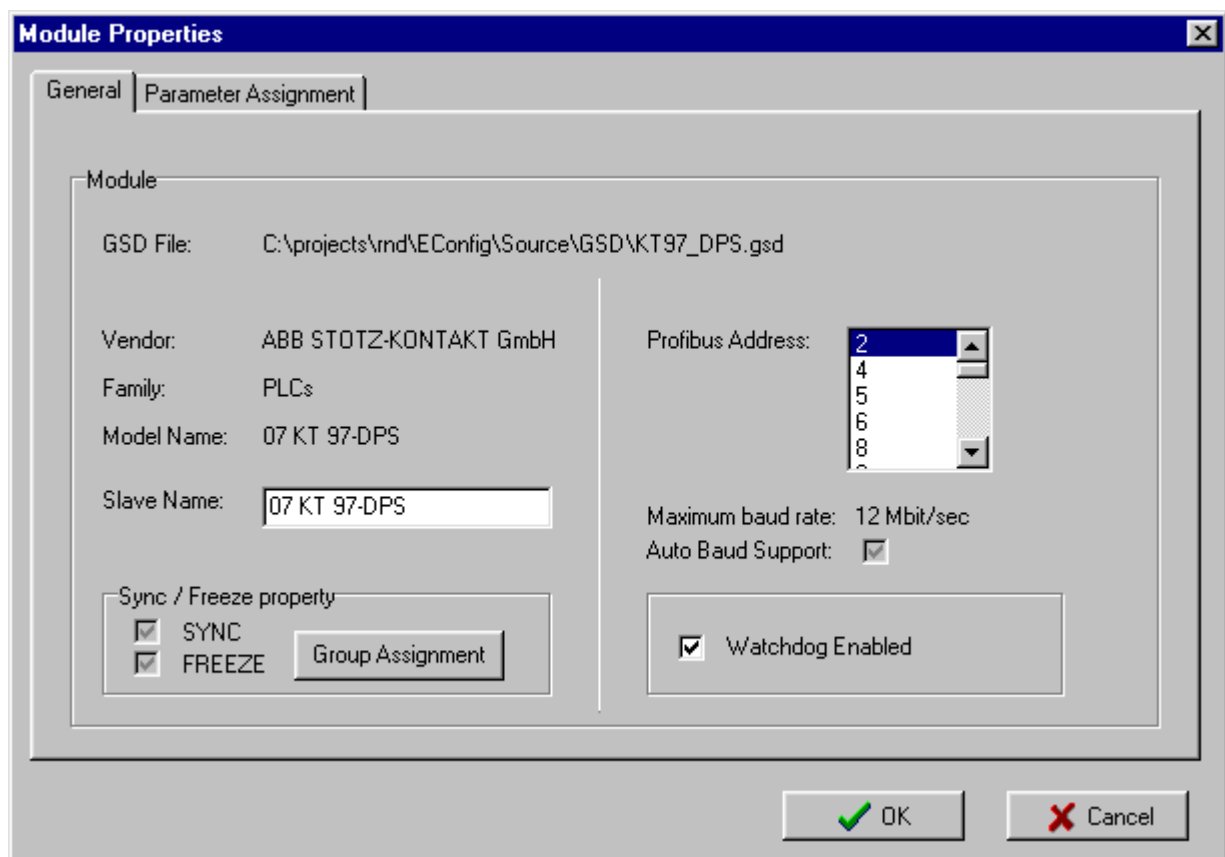 Module Properties
General
Parameter Assignment
Module
GSD File: C:\projects\rnd\EConfig\Source\GSD\KT97_DPS.gsd
Vendor: ABB STOTZ-KONTAKT GmbH
Family: PLCs
Model Name: 07 KT 97-DPS
Slave Name: 07 KT 97-DPS
Sync / Freeze property
SYNC
FREEZE
Group Assignment
Profibus Address:
2
4
5
6
8
Maximum baud rate: 12 Mbit/sec
Auto Baud Support:
Watchdog Enabled
OK
Cancel